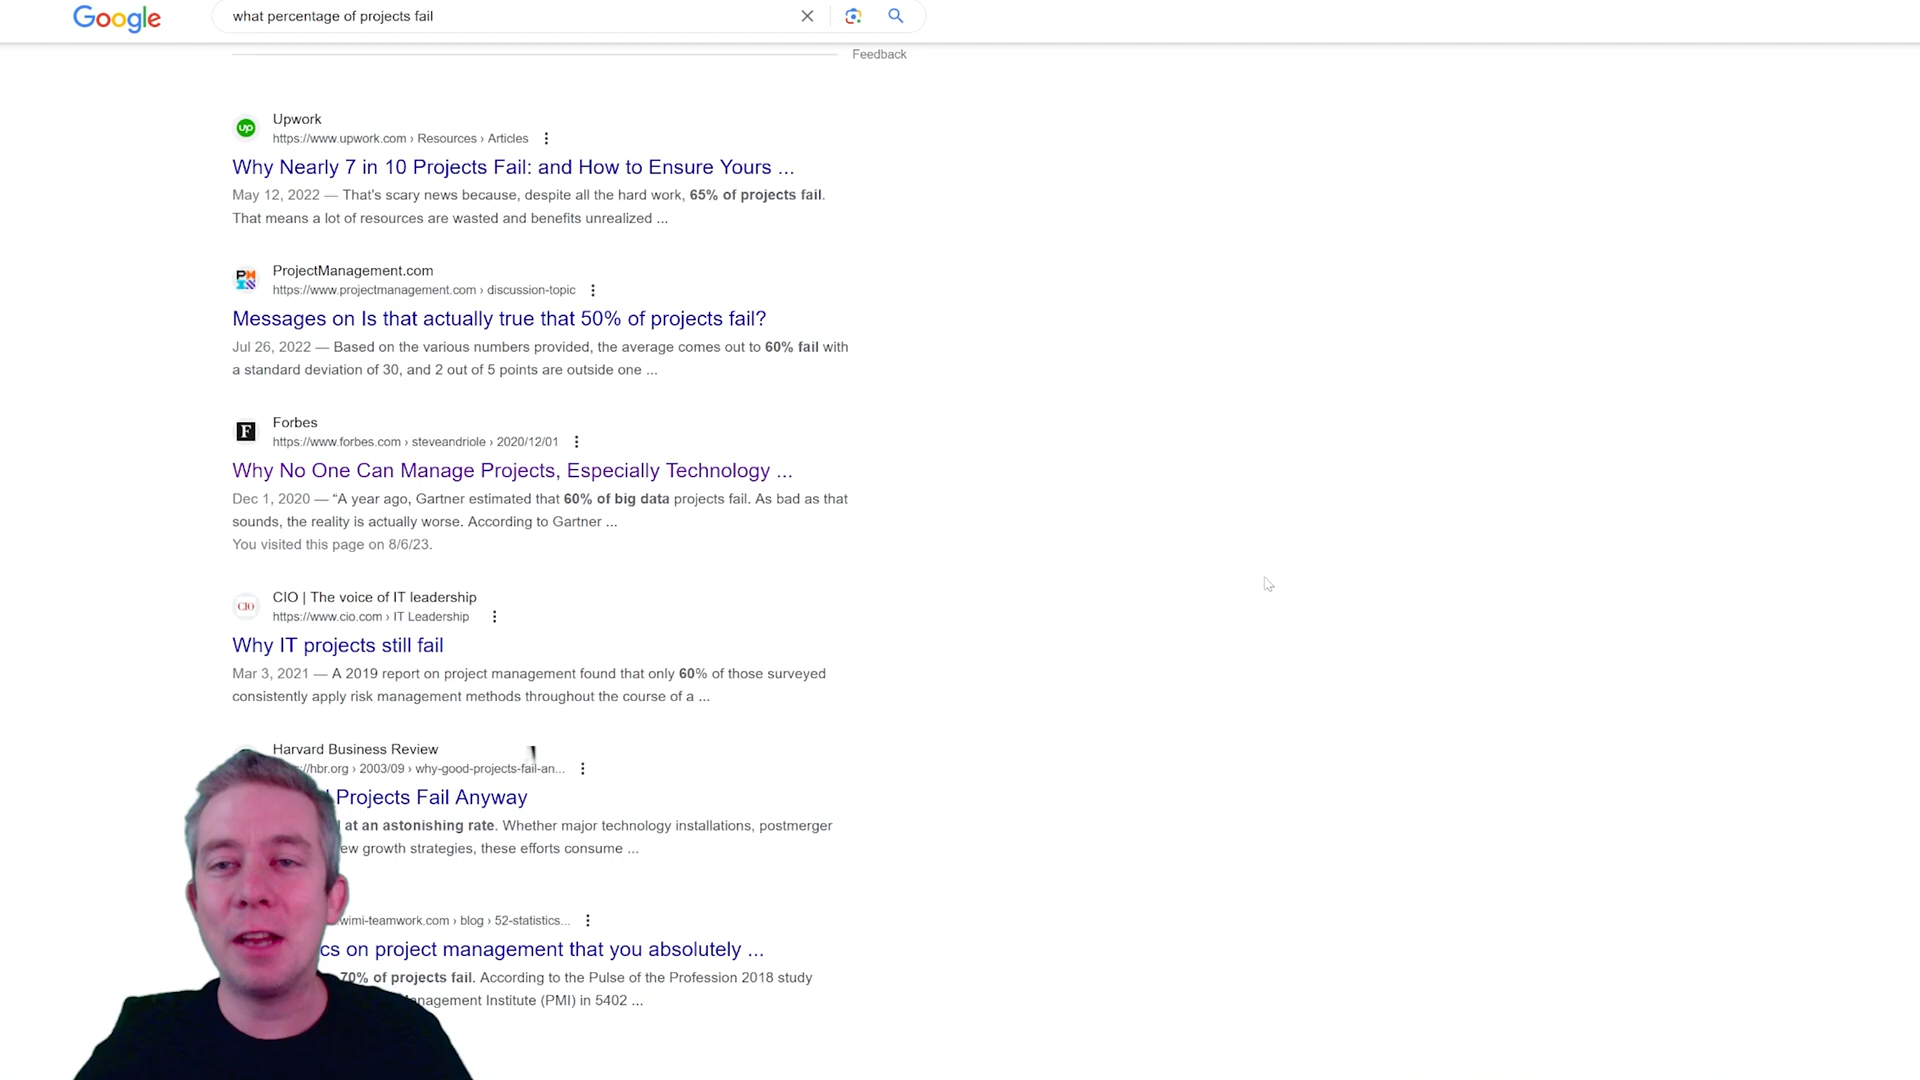 Google
what percentage of projects fail
Feedback
up
Upwork
https://www.upwork.com › Resources › Articles
Why Nearly 7 in 10 Projects Fail: and How to Ensure Yours ...
May 12, 2022 — That's scary news because, despite all the hard work, 65% of projects fail.
That means a lot of resources are wasted and benefits unrealized ...
ProjectManagement.com
https://www.projectmanagement.com › discussion-topic
Messages on Is that actually true that 50% of projects fail?
Jul 26, 2022 — Based on the various numbers provided, the average comes out to 60% fail with
a standard deviation of 30, and 2 out of 5 points are outside one ...
F
Forbes
https://www.forbes.com › steveandriole › 2020/12/01
Why No One Can Manage Projects, Especially Technology ...
Dec 1, 2020 — “A year ago, Gartner estimated that 60% of big data projects fail. As bad as that
sounds, the reality is actually worse. According to Gartner ...
You visited this page on 8/6/23.
CIO
CIO | The voice of IT leadership
https://www.cio.com › IT Leadership
Why IT projects still fail
Mar 3, 2021 — A 2019 report on project management found that only 60% of those surveyed
consistently apply risk management methods throughout the course of a ...
Harvard Business Review
://hbr.org › 2003/09 › why-good-projects-fail-an...
Projects Fail Anyway
at an astonishing rate. Whether major technology installations, postmerger
ew growth strategies, these efforts consume ...
wimi-teamwork.com › blog › 52-statistics...
cs on project management that you absolutely ...
70% of projects fail. According to the Pulse of the Profession 2018 study
anagement Institute (PMI) in 5402 ...